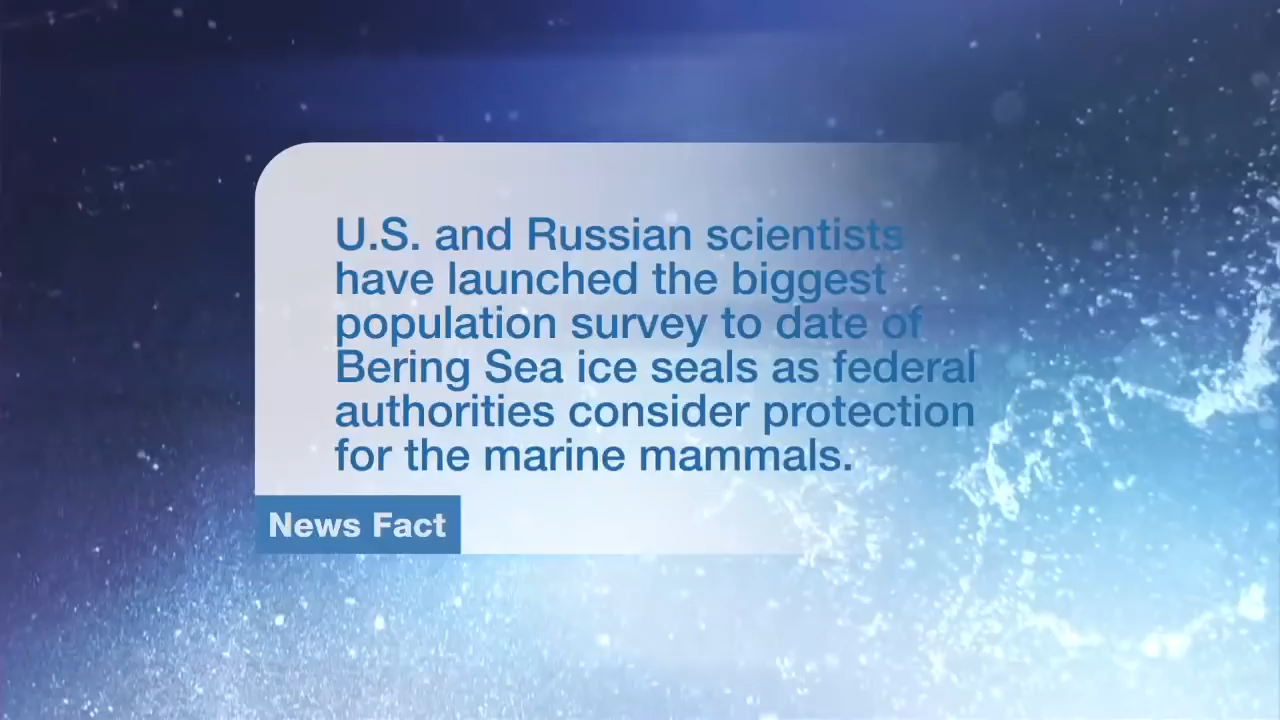 U.S. and Russian scientists
have launched the biggest
population survey to date of
Bering Sea ice seals as federal
authorities consider protection
for the marine mammals.
News Fact